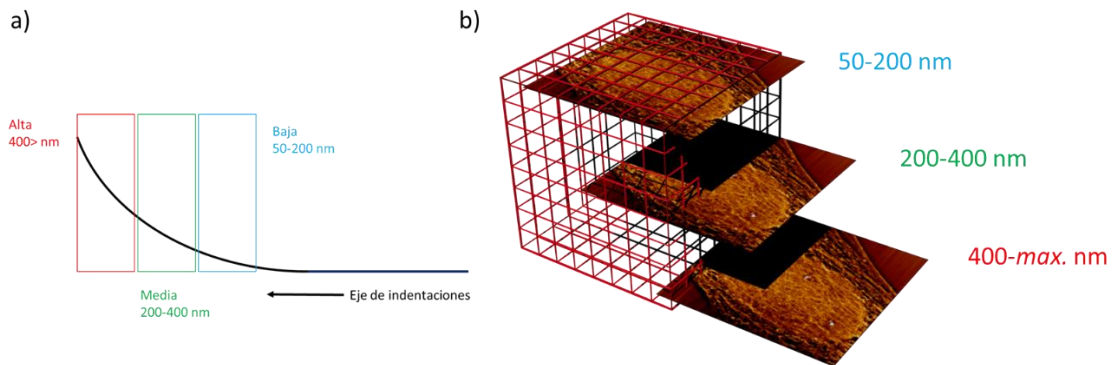 a)
Alta
400> nm
Baja
50-200 nm
Media
200-400 nm
Eje de indentaciones
b)
50-200 nm
200-400 nm
400-max. nm